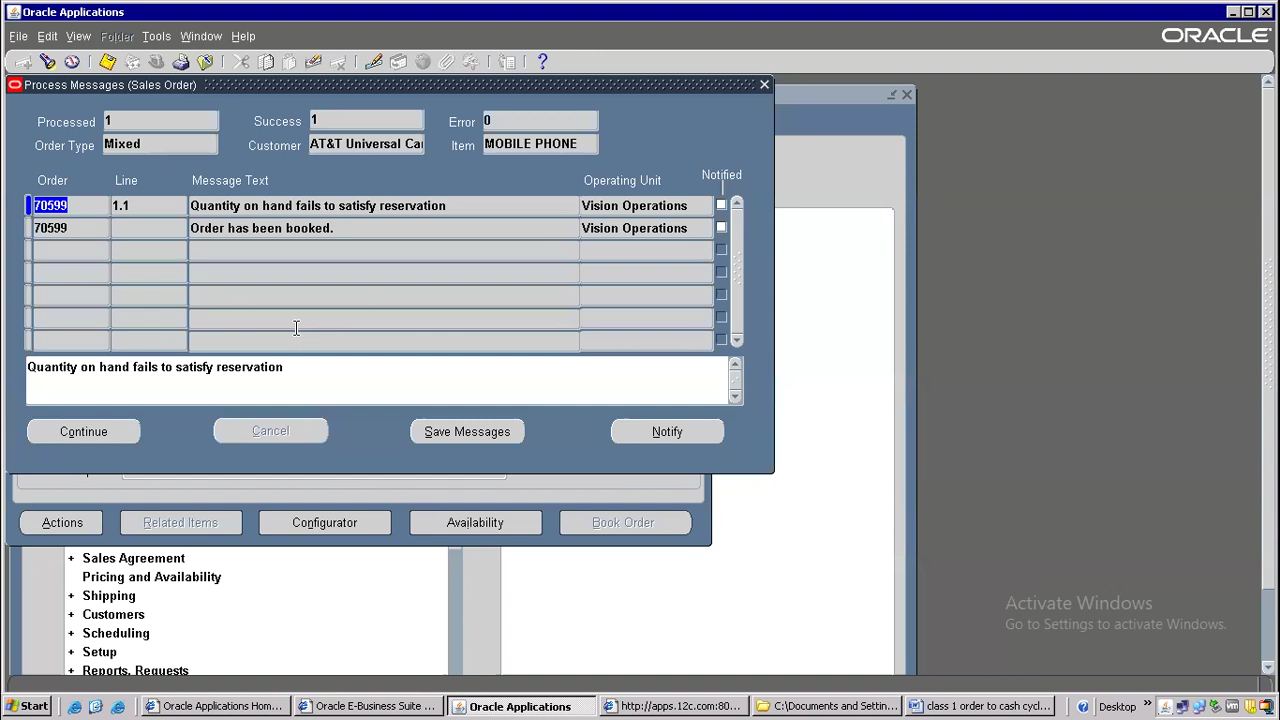 Oracle Applications
File Edit View Folder Tools Window Help
ORACLE
Process Messages (Sales Order)
Processed 1 Success 1 Error 0
Order Type Mixed Customer AT&T Universal Car Item MOBILE PHONE
Notified
Order Line Message Text Operating Unit
70599 1.1 Quantity on hand fails to satisfy reservation Vision Operations
70599 Order has been booked. Vision Operations
Quantity on hand fails to satisfy reservation
Continue Cancel Save Messages Notify
Actions Related Items Configurator Availability Book Order
+ Sales Agreement
Pricing and Availability
+ Shipping
+ Customers
+ Scheduling
+ Setup
+ Reports, Requests
Activate Windows
Go to Settings to activate Windows.
Start Oracle Applications Hom... Oracle E-Business Suite ... Oracle Applications http://apps.12c.com:80... C:\Documents and Settin... class 1 order to cash cycl... Desktop